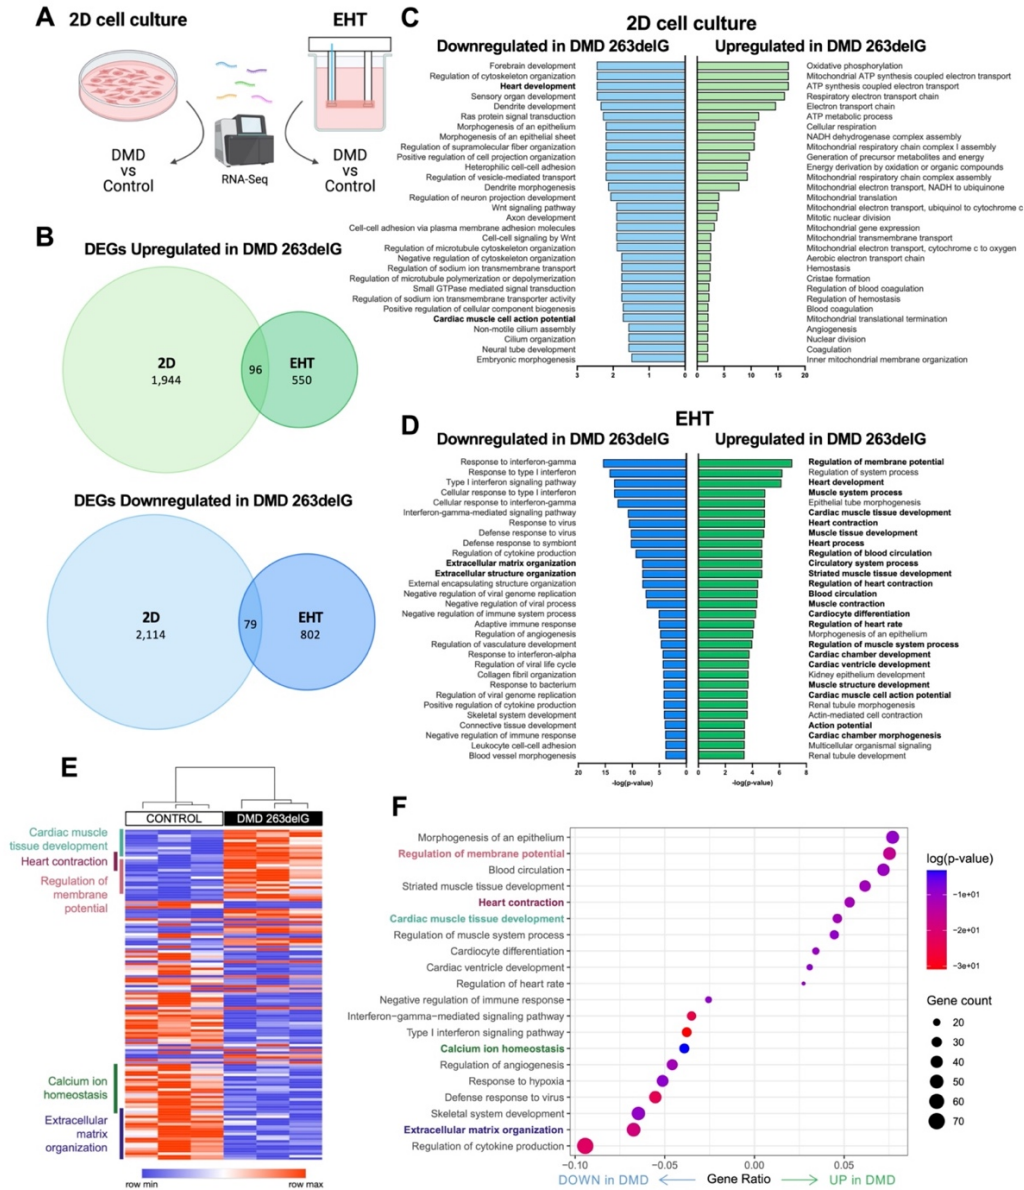 A
2D cell culture
EHT
DMD
vs
Control
RNA-Seq
DMD
vs
Control
B
DEGs Upregulated in DMD 263delG
2D
1,944
96
EHT
550
DEGs Downregulated in DMD 263delG
2D
2,114
79
EHT
802
C
2D cell culture
Downregulated in DMD 263delG
Forebrain development
Regulation of cytoskeleton organization
Heart development
Sensory organ development
Dendrite development
Ras protein signal transduction
Morphogenesis of an epithelium
Morphogenesis of an epithelial sheet
Regulation of supramolecular fiber organization
Positive regulation of cell projection organization
Heterophilic cell-cell adhesion
Regulation of vesicle-mediated transport
Dendrite morphogenesis
Regulation of neuron projection development
Wnt signaling pathway
Axon development
Cell-cell adhesion via plasma membrane adhesion molecules
Cell-cell signaling by Wnt
Regulation of microtubule cytoskeleton organization
Negative regulation of cytoskeleton organization
Regulation of sodium ion transmembrane transport
Regulation of microtubule polymerization or depolymerization
Small GTPase mediated signal transduction
Regulation of sodium ion transmembrane transporter activity
Positive regulation of cellular component biogenesis
Cardiac muscle cell action potential
Non-motile cilium assembly
Cilium organization
Neural tube development
Embryonic morphogenesis
3 2 1 0
Upregulated in DMD 263delG
Oxidative phosphorylation
Mitochondrial ATP synthesis coupled electron transport
ATP synthesis coupled electron transport
Respiratory electron transport chain
Electron transport chain
ATP metabolic process
Cellular respiration
NADH dehydrogenase complex assembly
Mitochondrial respiratory chain complex I assembly
Generation of precursor metabolites and energy
Energy derivation by oxidation or organic compounds
Mitochondrial respiratory chain complex assembly
Mitochondrial electron transport, NADH to ubiquinone
Mitochondrial translation
Mitochondrial electron transport, ubiquinol to cytochrome c
Mitotic nuclear division
Mitochondrial gene expression
Mitochondrial transmembrane transport
Mitochondrial electron transport, cytochrome c to oxygen
Aerobic electron transport chain
Hemostasis
Cristae formation
Regulation of blood coagulation
Regulation of hemostasis
Blood coagulation
Mitochondrial translational termination
Angiogenesis
Nuclear division
Coagulation
Inner mitochondrial membrane organization
0 5 10 15 20
D
EHT
Downregulated in DMD 263delG
Response to interferon-gamma
Response to type I interferon
Type I interferon signaling pathway
Cellular response to type I interferon
Cellular response to interferon-gamma
Interferon-gamma-mediated signaling pathway
Response to virus
Defense response to virus
Defense response to symbiont
Regulation of cytokine production
Extracellular matrix organization
Extracellular structure organization
External encapsulating structure organization
Negative regulation of viral genome replication
Negative regulation of viral process
Negative regulation of immune system process
Adaptive immune response
Regulation of angiogenesis
Regulation of vasculature development
Response to interferon-alpha
Regulation of viral life cycle
Collagen fibril organization
Response to bacterium
Regulation of viral genome replication
Positive regulation of cytokine production
Skeletal system development
Connective tissue development
Negative regulation of immune response
Leukocyte cell-cell adhesion
Blood vessel morphogenesis
20 15 10 5 0
-log(p-value)
Upregulated in DMD 263delG
Regulation of membrane potential
Regulation of system process
Heart development
Muscle system process
Epithelial tube morphogenesis
Cardiac muscle tissue development
Heart contraction
Muscle tissue development
Heart process
Regulation of blood circulation
Circulatory system process
Striated muscle tissue development
Regulation of heart contraction
Blood circulation
Muscle contraction
Cardiocyte differentiation
Regulation of heart rate
Morphogenesis of an epithelium
Regulation of muscle system process
Cardiac chamber development
Cardiac ventricle development
Kidney epithelium development
Muscle structure development
Cardiac muscle cell action potential
Renal tubule morphogenesis
Actin-mediated cell contraction
Action potential
Cardiac chamber morphogenesis
Multicellular organismal signaling
Renal tubule development
0 2 4 6 8
-log(p-value)
E
CONTROL DMD 263delG
Cardiac muscle
tissue development
Heart contraction
Regulation of
membrane
potential
Calcium ion
homeostasis
Extracellular
matrix
organization
row min row max
F
Morphogenesis of an epithelium
Regulation of membrane potential
Blood circulation
Striated muscle tissue development
Heart contraction
Cardiac muscle tissue development
Regulation of muscle system process
Cardiocyte differentiation
Cardiac ventricle development
Regulation of heart rate
Negative regulation of immune response
Interferon-gamma-mediated signaling pathway
Type I interferon signaling pathway
Calcium ion homeostasis
Regulation of angiogenesis
Response to hypoxia
Defense response to virus
Skeletal system development
Extracellular matrix organization
Regulation of cytokine production
-0.10 -0.05 0.00 0.05
DOWN in DMD Gene Ratio UP in DMD
log(p-value)
-1e+01
-2e+01
-3e+01
Gene count
20
30
40
50
60
70